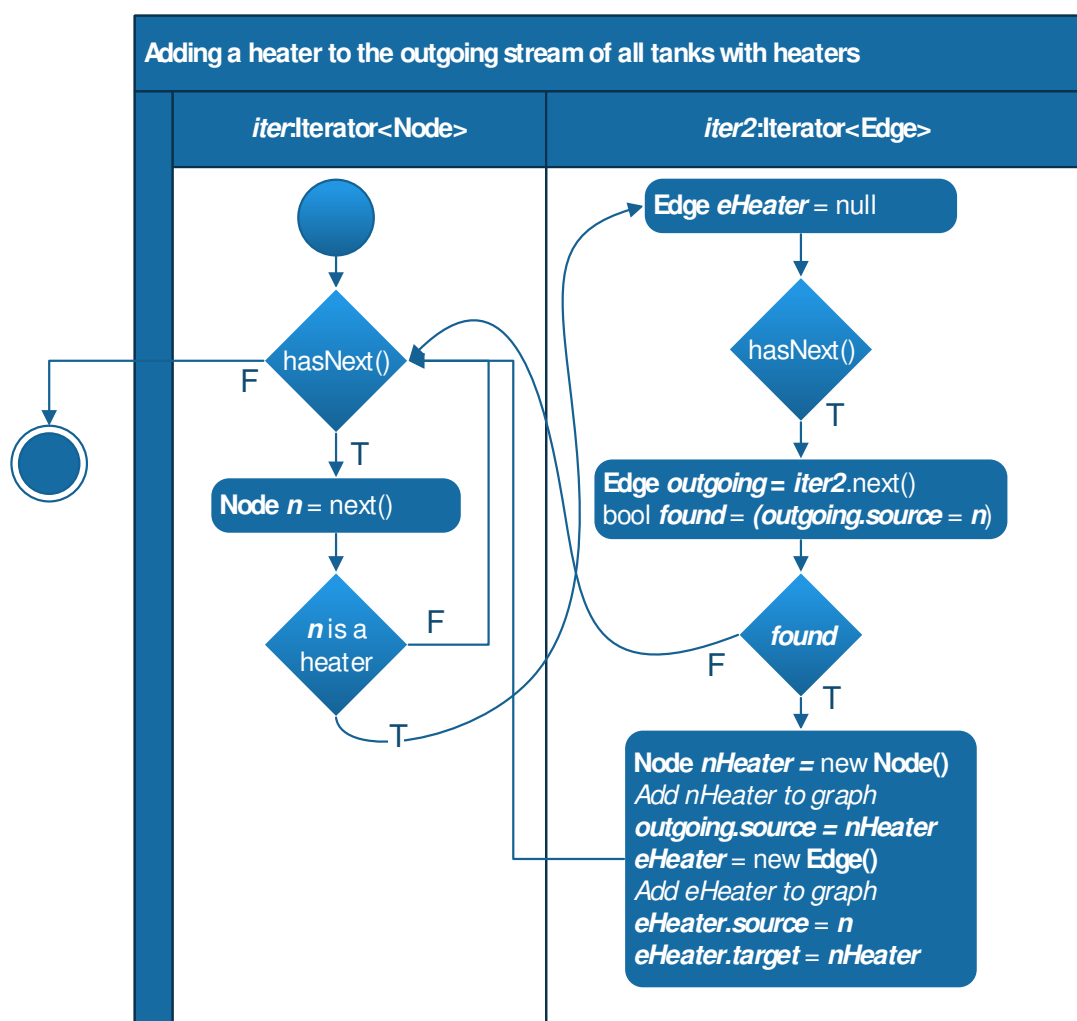 Adding a heater to the outgoing stream of all tanks with heaters
iter:Iterator<Node>
iter2:Iterator<Edge>
hasNext()
F
T
Node n = next()
n is a
heater
F
T
Edge eHeater = null
hasNext()
T
Edge outgoing = iter2.next()
bool found = (outgoing.source = n)
found
F
T
Node nHeater = new Node()
Add nHeater to graph
outgoing.source = nHeater
eHeater = new Edge()
Add eHeater to graph
eHeater.source = n
eHeater.target = nHeater